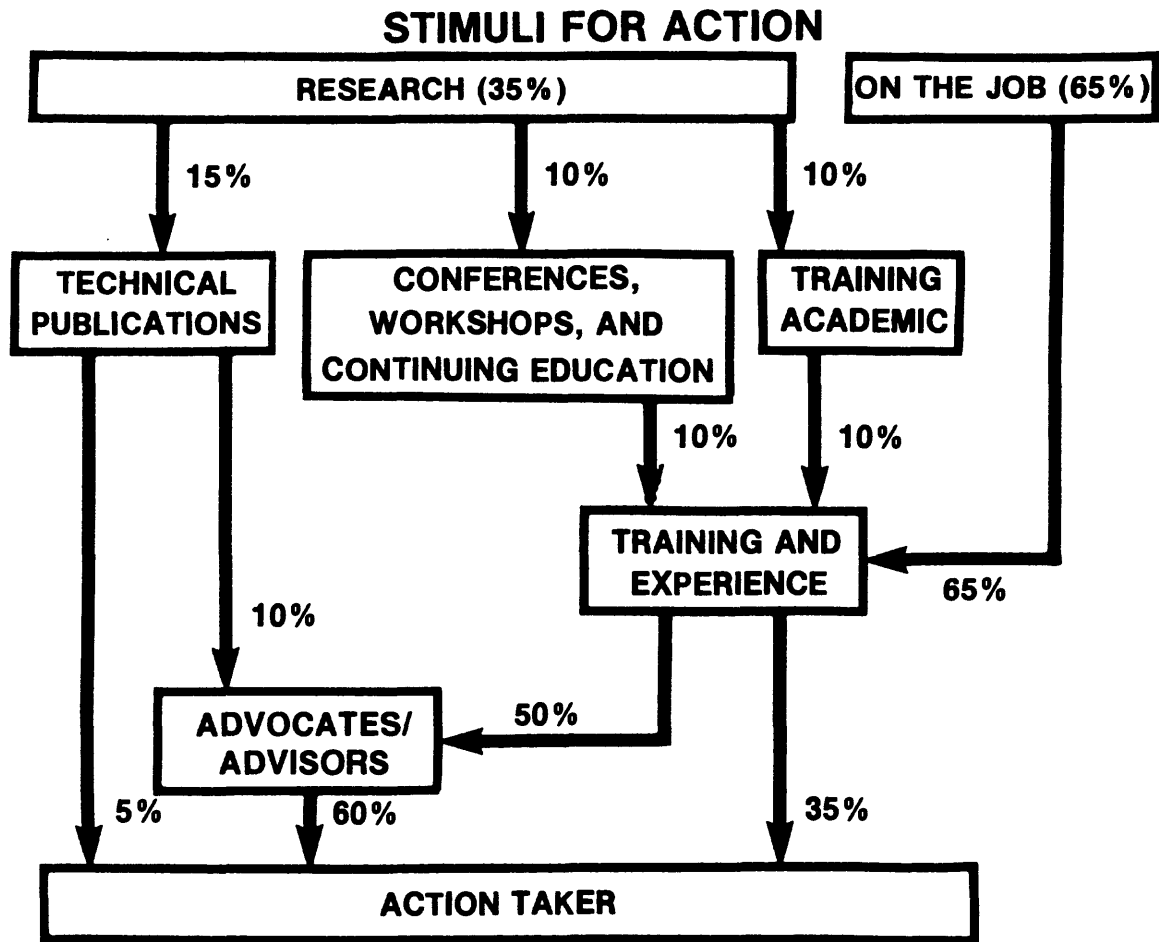 STIMULI FOR ACTION
RESEARCH (35%)
ON THE JOB (65%)
15%
10%
10%
TECHNICAL
PUBLICATIONS
CONFERENCES,
WORKSHOPS, AND
CONTINUING EDUCATION
TRAINING
ACADEMIC
10%
10%
TRAINING AND
EXPERIENCE
65%
10%
ADVOCATES/
ADVISORS
50%
5%
60%
35%
ACTION TAKER